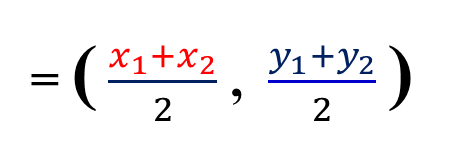 = ( x₁+x₂/2 , y₁+y₂/2 )